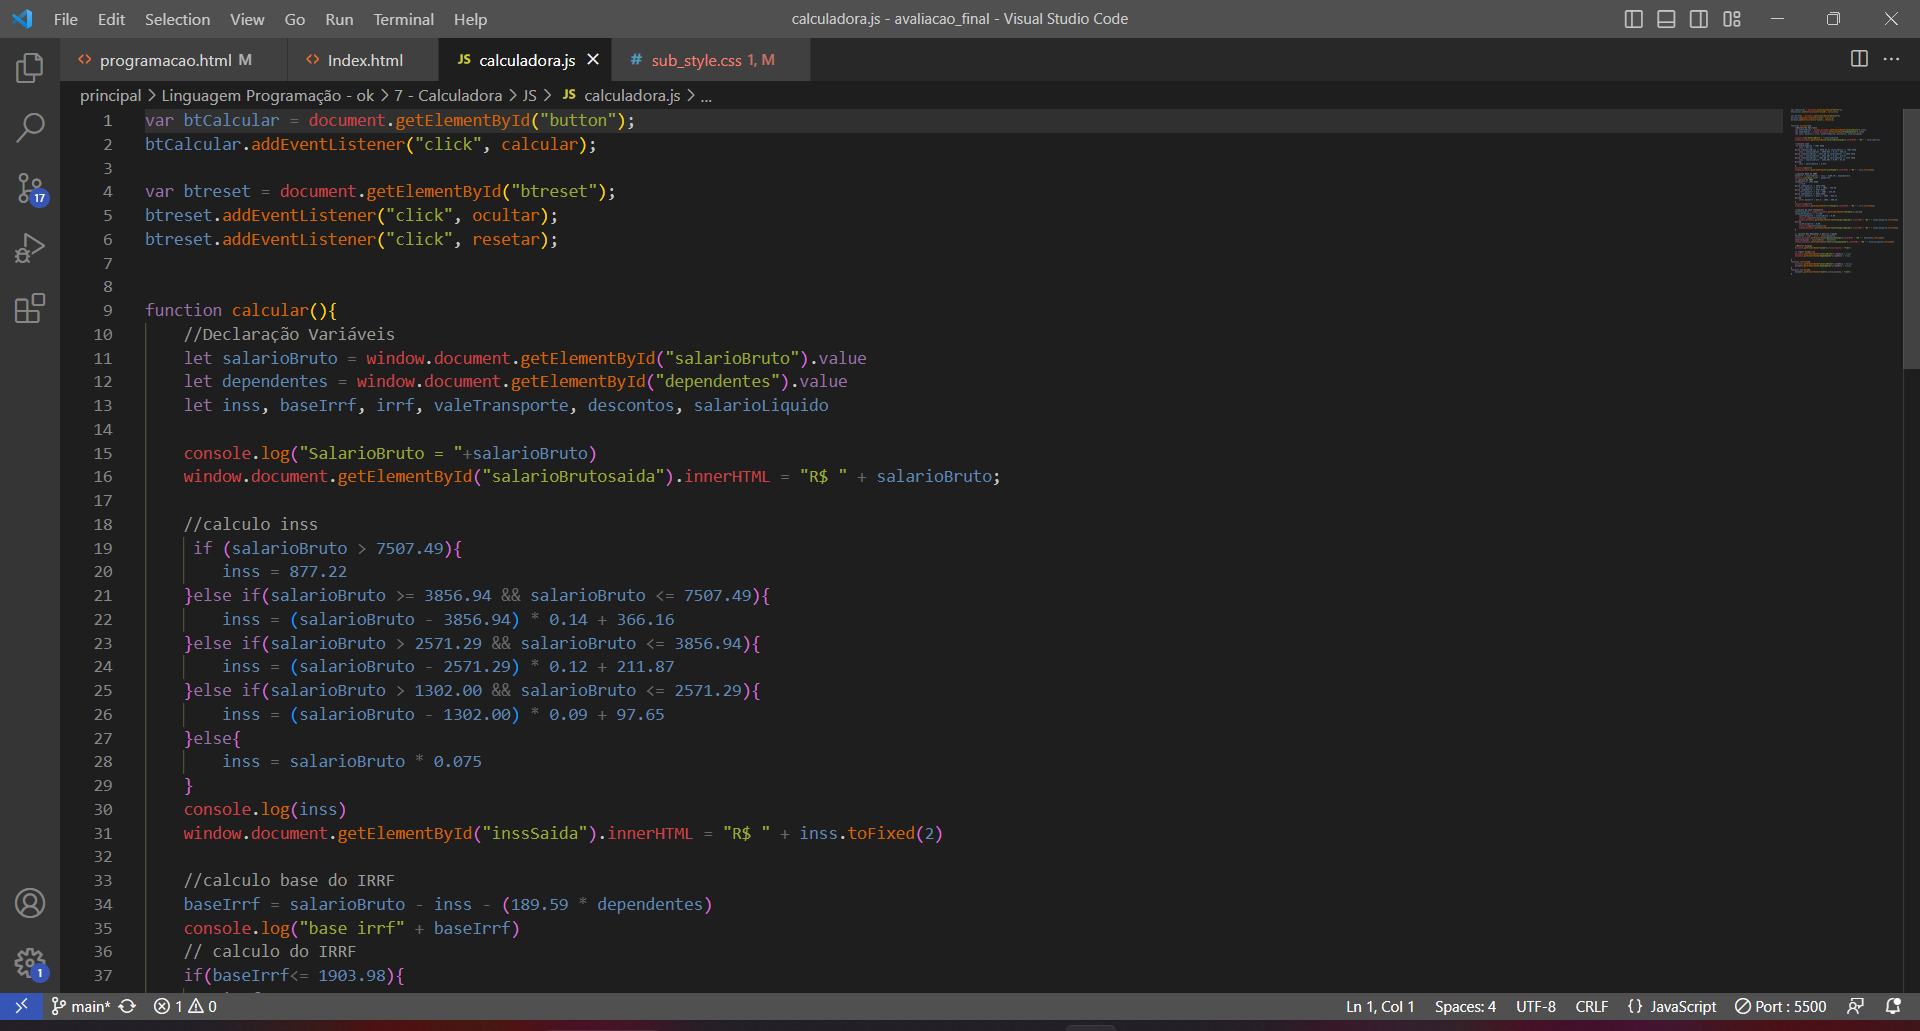 File Edit Selection View Go Run Terminal Help
calculadora.js - avaliacao_final - Visual Studio Code
programacao.html M
Index.html
JS calculadora.js
# sub_style.css 1, M
principal > Linguagem Programação - ok > 7 - Calculadora > JS > JS calculadora.js > ...
1 var btCalcular = document.getElementById("button");
2 btCalcular.addEventListener("click", calcular);
3
4 var btreset = document.getElementById("btreset");
5 btreset.addEventListener("click", ocultar);
6 btreset.addEventListener("click", resetar);
7
8
9 function calcular(){
10 //Declaração Variáveis
11 let salarioBruto = window.document.getElementById("salarioBruto").value
12 let dependentes = window.document.getElementById("dependentes").value
13 let inss, baseIrrf, irrf, valeTransporte, descontos, salarioLiquido
14
15 console.log("SalarioBruto = "+salarioBruto)
16 window.document.getElementById("salarioBrutosaida").innerHTML = "R$ " + salarioBruto;
17
18 //calculo inss
19 if (salarioBruto > 7507.49){
20 inss = 877.22
21 }else if(salarioBruto >= 3856.94 && salarioBruto <= 7507.49){
22 inss = (salarioBruto - 3856.94) * 0.14 + 366.16
23 }else if(salarioBruto > 2571.29 && salarioBruto <= 3856.94){
24 inss = (salarioBruto - 2571.29) * 0.12 + 211.87
25 }else if(salarioBruto > 1302.00 && salarioBruto <= 2571.29){
26 inss = (salarioBruto - 1302.00) * 0.09 + 97.65
27 }else{
28 inss = salarioBruto * 0.075
29 }
30 console.log(inss)
31 window.document.getElementById("inssSaida").innerHTML = "R$ " + inss.toFixed(2)
32
33 //calculo base do IRRF
34 baseIrrf = salarioBruto - inss - (189.59 * dependentes)
35 console.log("base irrf" + baseIrrf)
36 // calculo do IRRF
37 if(baseIrrf<= 1903.98){
17
1
main* 1 0
Ln 1, Col 1 Spaces: 4 UTF-8 CRLF {} JavaScript Port : 5500